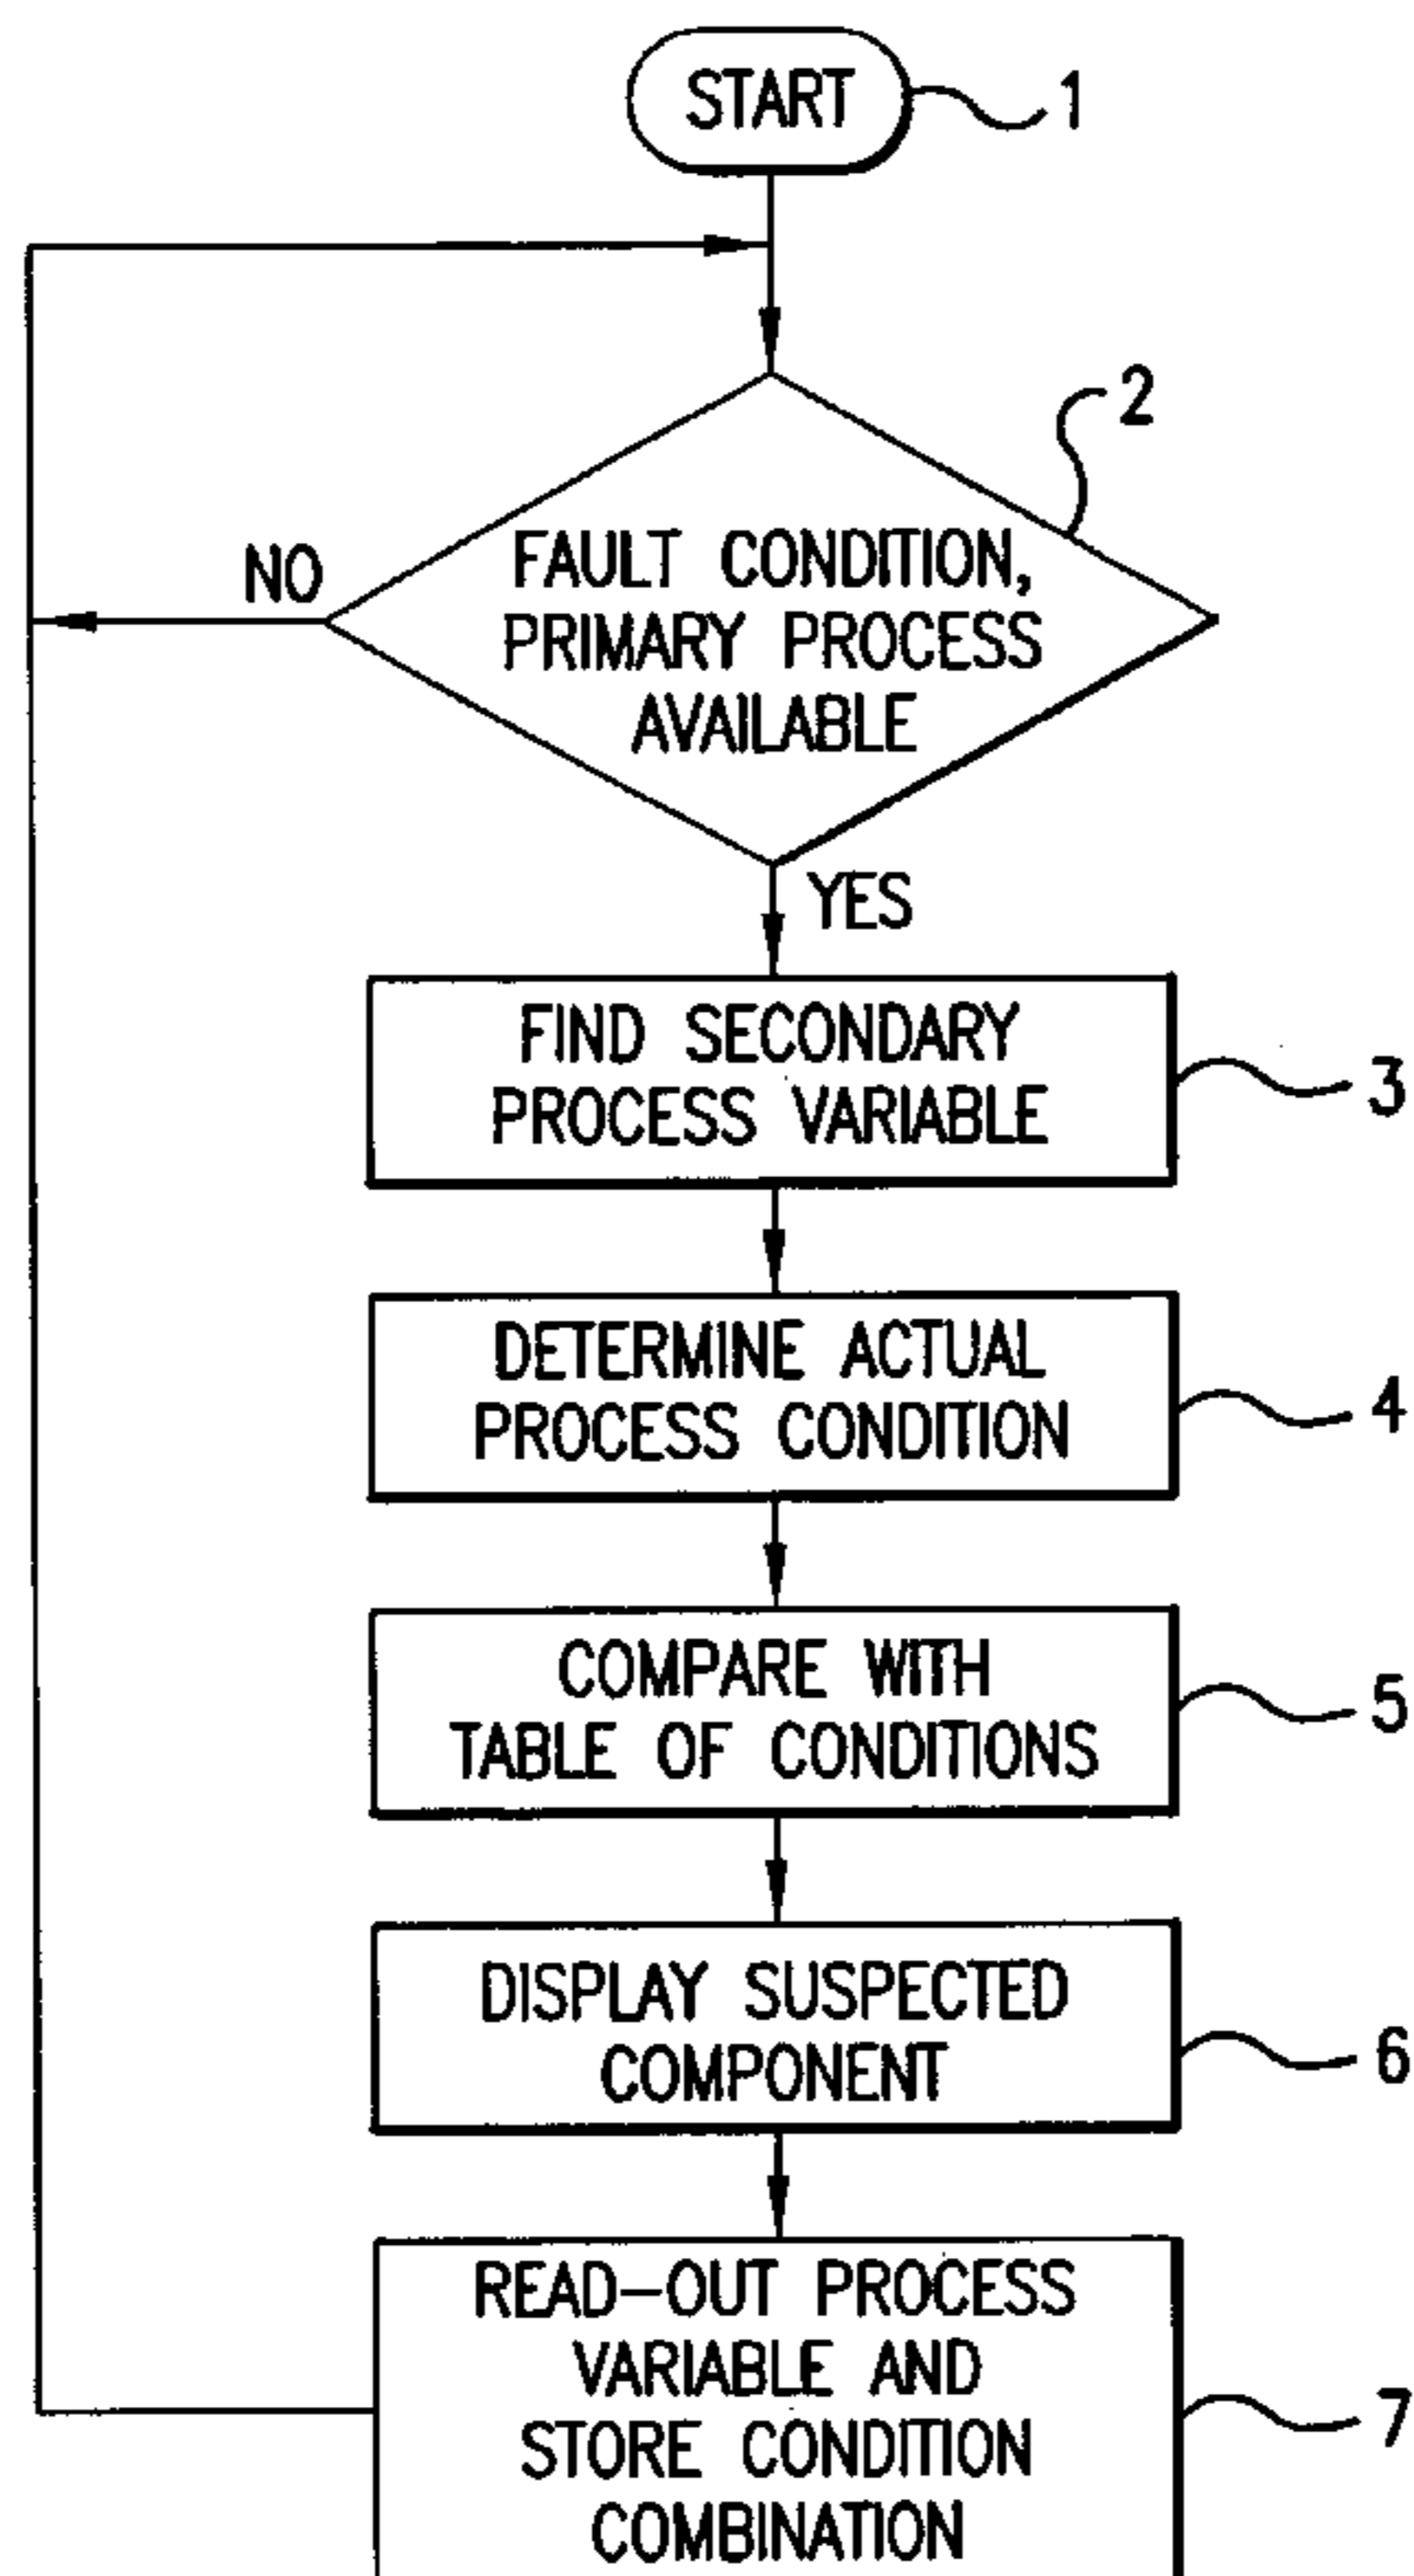 START
1
2
NO
FAULT CONDITION,
PRIMARY PROCESS
AVAILABLE
YES
FIND SECONDARY
PROCESS VARIABLE
3
DETERMINE ACTUAL
PROCESS CONDITION
4
COMPARE WITH
TABLE OF CONDITIONS
5
DISPLAY SUSPECTED
COMPONENT
6
READ-OUT PROCESS
VARIABLE AND
STORE CONDITION
COMBINATION
7